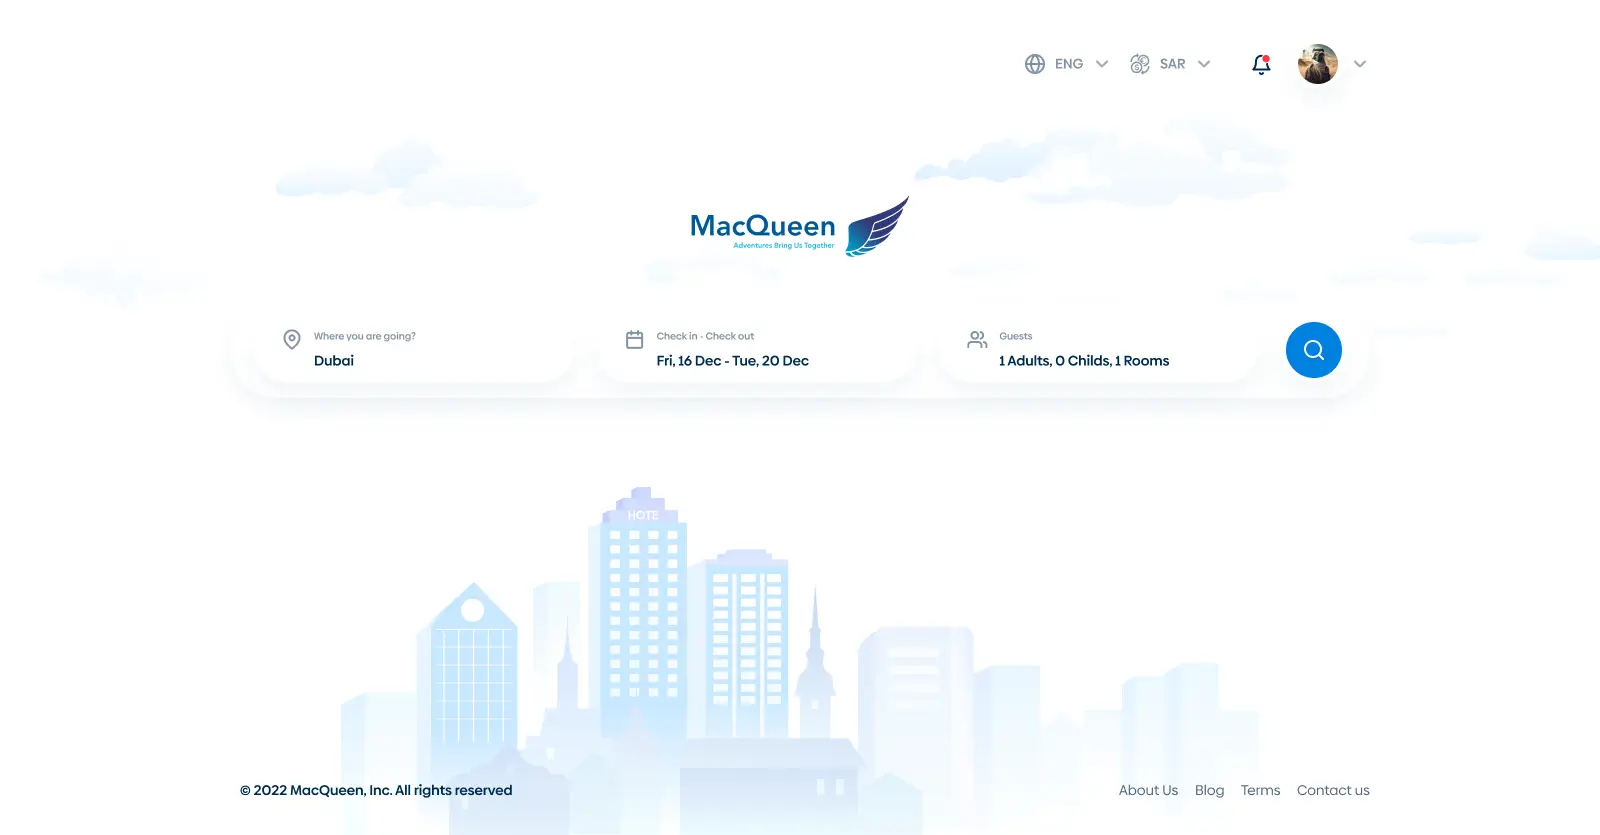 ENG
SAR
MacQueen
Adventures Bring Us Together
Where you are going?
Dubai
Check in - Check out
Fri, 16 Dec - Tue, 20 Dec
Guests
1 Adults, 0 Childs, 1 Rooms
HOTE
© 2022 MacQueen, Inc. All rights reserved
About Us
Blog
Terms
Contact us